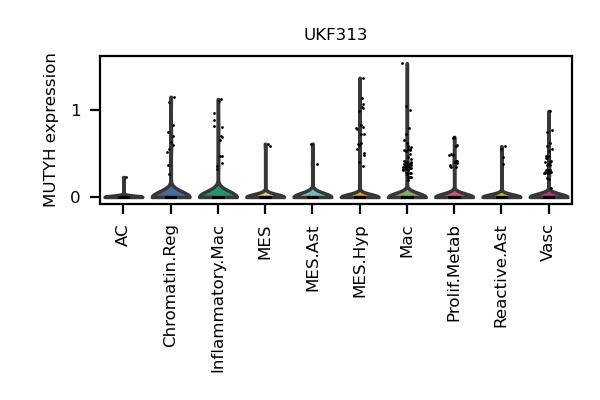 UKF313
MUTYH expression
1
0
AC
Chromatin.Reg
Inflammatory.Mac
MES
MES.Ast
MES.Hyp
Mac
Prolif.Metab
Reactive.Ast
Vasc